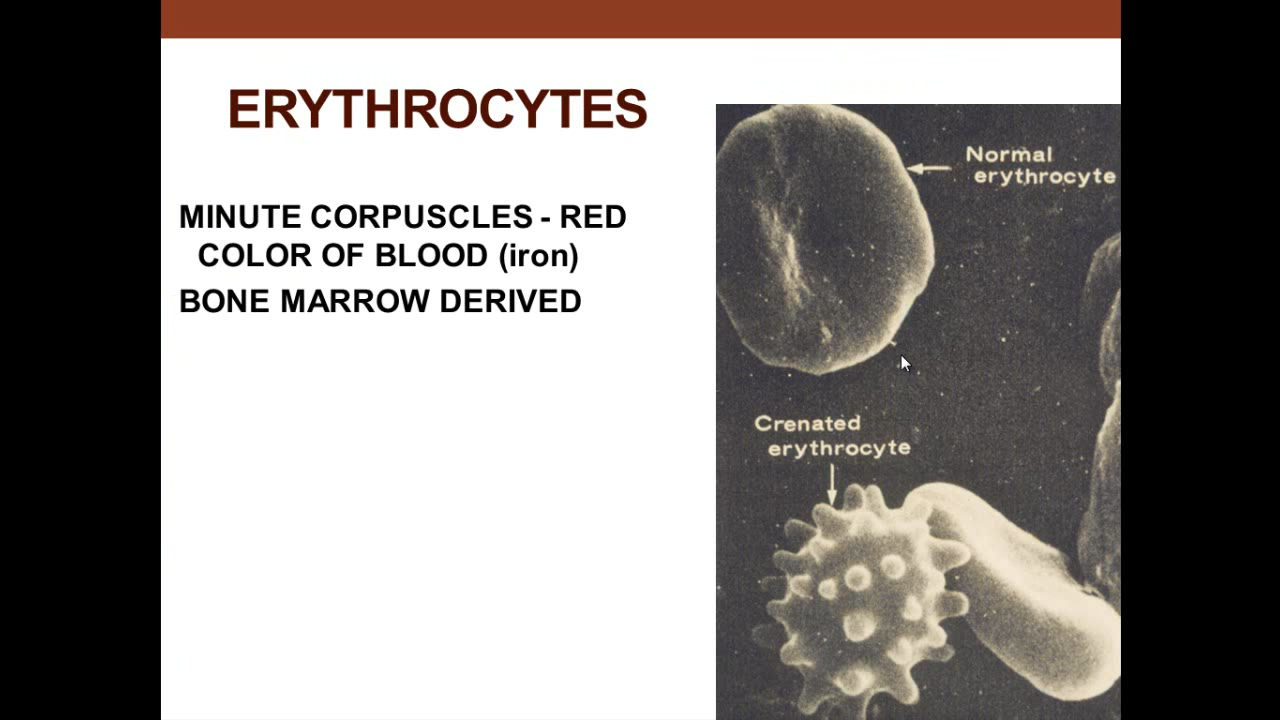 ERYTHROCYTES
MINUTE CORPUSCLES - RED
COLOR OF BLOOD (iron)
BONE MARROW DERIVED
Normal
erythrocyte
Crenated
erythrocyte